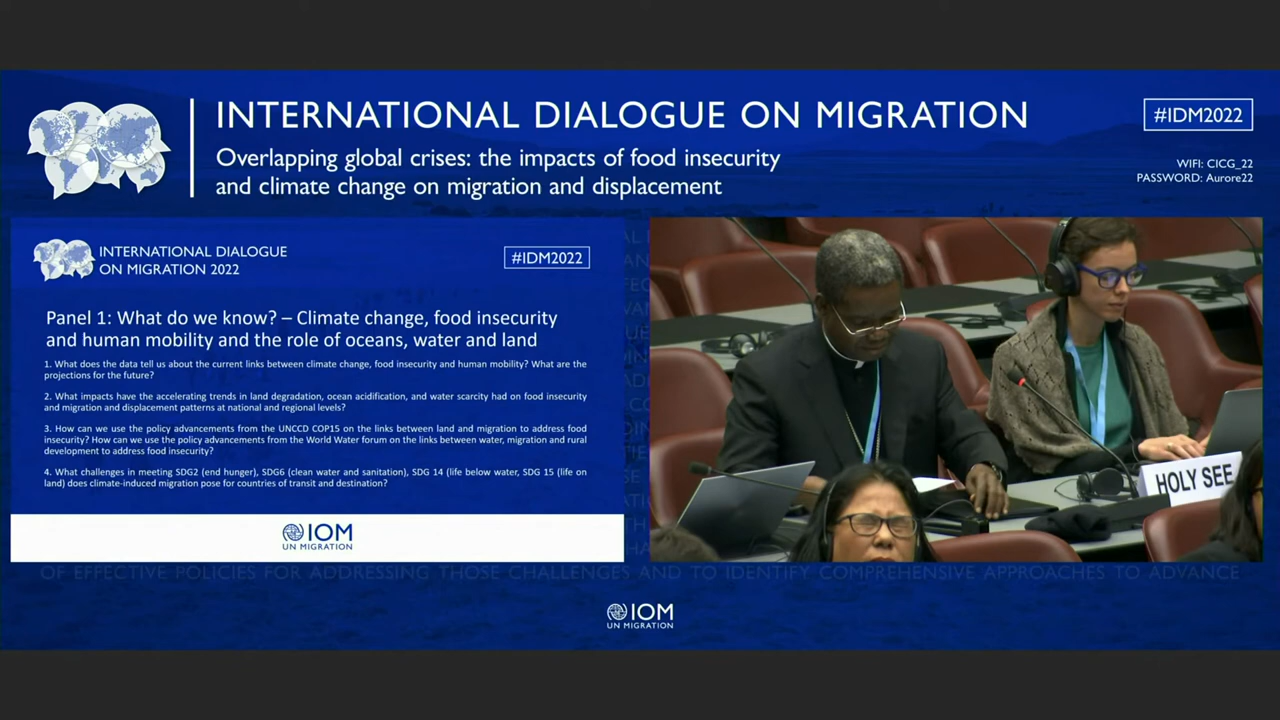 INTERNATIONAL DIALOGUE ON MIGRATION
Overlapping global crises: the impacts of food insecurity
and climate change on migration and displacement
#IDM2022
WIFI: CICG_22
PASSWORD: Aurore22
INTERNATIONAL DIALOGUE
ON MIGRATION 2022
#IDM2022
Panel 1: What do we know? – Climate change, food insecurity
and human mobility and the role of oceans, water and land
1. What does the data tell us about the current links between climate change, food insecurity and human mobility? What are the
projections for the future?
2. What impacts have the accelerating trends in land degradation, ocean acidification, and water scarcity had on food insecurity
and migration and displacement patterns at national and regional levels?
3. How can we use the policy advancements from the UNCCD COP15 on the links between land and migration to address food
insecurity? How can we use the policy advancements from the World Water forum on the links between water, migration and rural
development to address food insecurity?
4. What challenges in meeting SDG2 (end hunger), SDG6 (clean water and sanitation), SDG 14 (life below water, SDG 15 (life on
land) does climate-induced migration pose for countries of transit and destination?
IOM
UN MIGRATION
HOLY SEE
OF EFFECTIVE POLICIES FOR ADDRESSING THOSE CHALLENGES AND TO IDENTIFY COMPREHENSIVE APPROACHES TO ADVANCE
IOM
UN MIGRATION